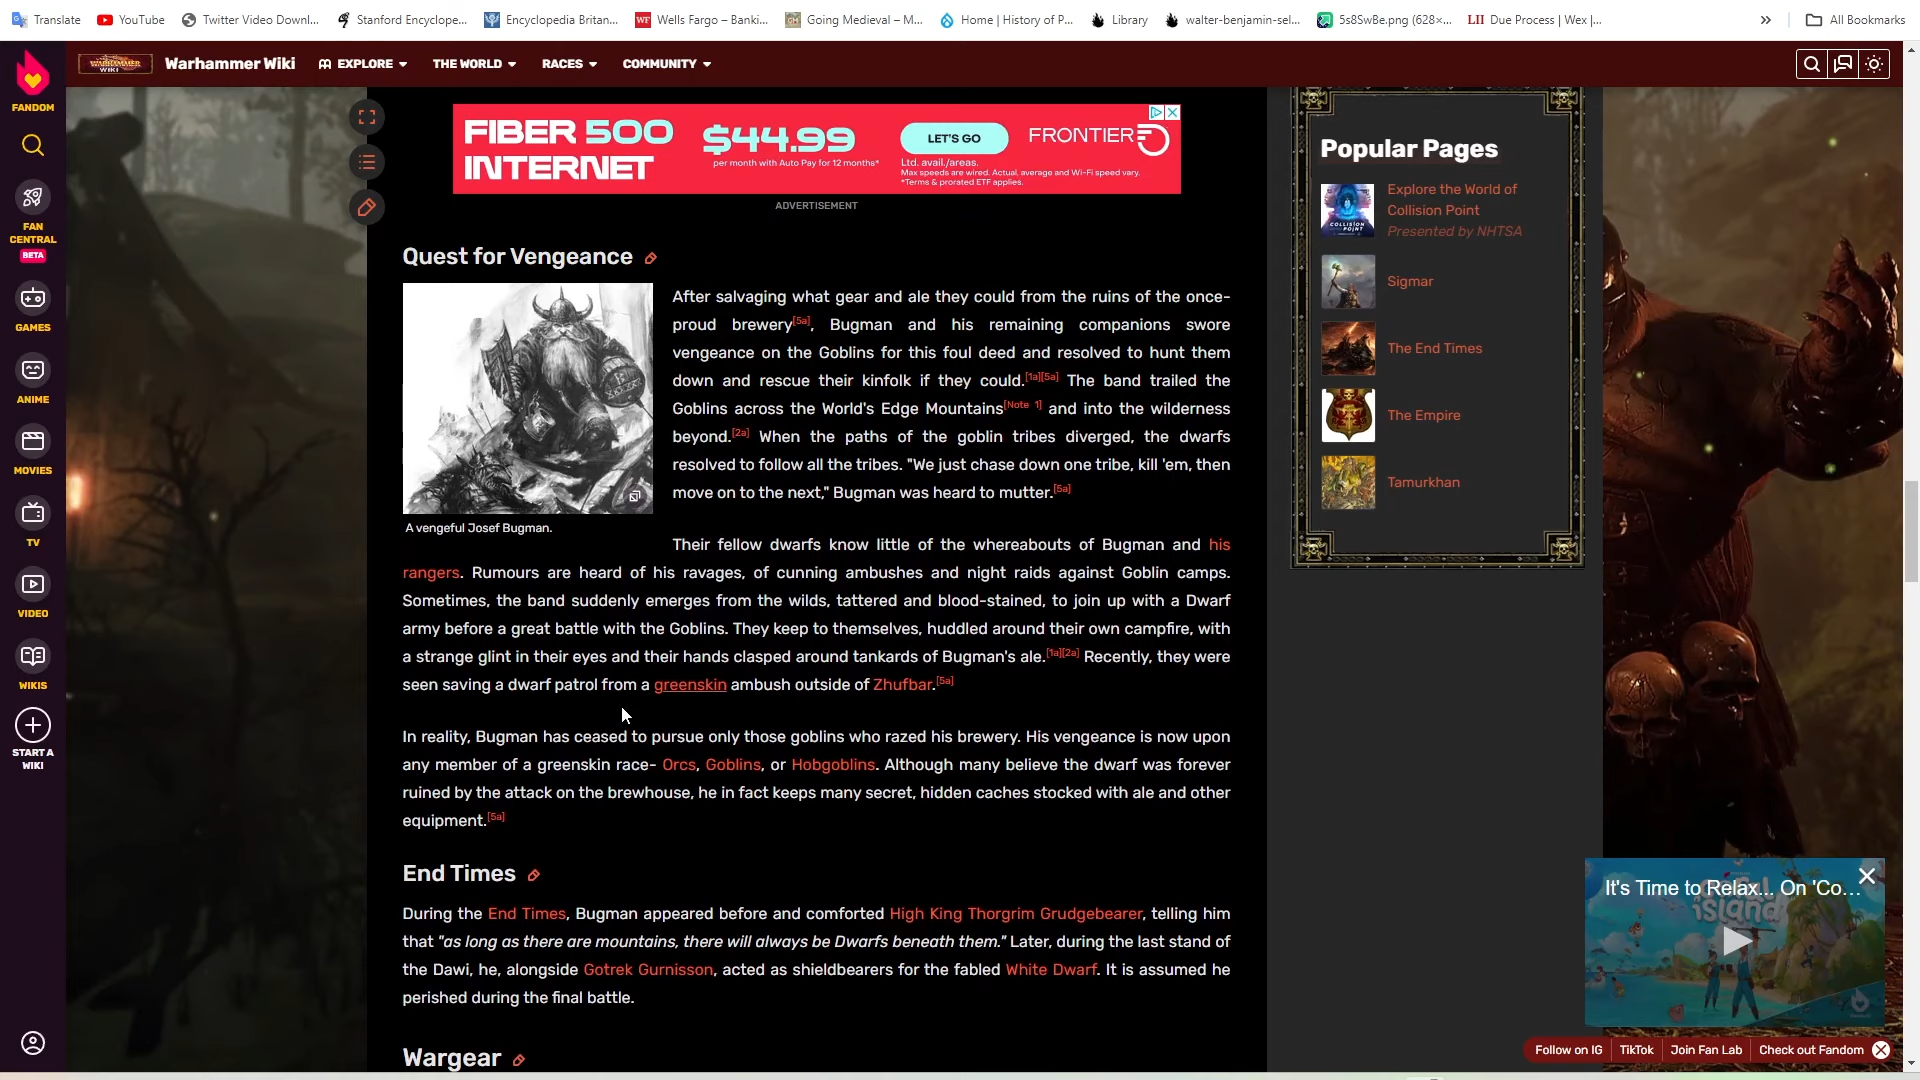 Translate YouTube Twitter Video Downl... Stanford Encyclope... Encyclopedia Britan... Wells Fargo – Banki... Going Medieval – M... Home | History of P... Library walter-benjamin-sel... 5s8SwBe.png (628×... LII Due Process | Wex |... » All Bookmarks
Warhammer Wiki EXPLORE THE WORLD RACES COMMUNITY
FANDOM
FAN CENTRAL
BETA
GAMES
ANIME
MOVIES
TV
VIDEO
WIKIS
START A WIKI
FIBER 500 INTERNET
$44.99
per month with Auto Pay for 12 months*
LET'S GO
FRONTIER
Ltd. avail./areas.
Max speeds are wired. Actual, average and Wi-Fi speed vary.
*Terms & prorated ETF applies.
ADVERTISEMENT
Quest for Vengeance
After salvaging what gear and ale they could from the ruins of the once-
proud brewery[5a], Bugman and his remaining companions swore
vengeance on the Goblins for this foul deed and resolved to hunt them
down and rescue their kinfolk if they could.[1a][5a] The band trailed the
Goblins across the World's Edge Mountains[Note 1] and into the wilderness
beyond.[2a] When the paths of the goblin tribes diverged, the dwarfs
resolved to follow all the tribes. "We just chase down one tribe, kill 'em, then
move on to the next," Bugman was heard to mutter.[5a]
A vengeful Josef Bugman.
Their fellow dwarfs know little of the whereabouts of Bugman and his
rangers. Rumours are heard of his ravages, of cunning ambushes and night raids against Goblin camps.
Sometimes, the band suddenly emerges from the wilds, tattered and blood-stained, to join up with a Dwarf
army before a great battle with the Goblins. They keep to themselves, huddled around their own campfire, with
a strange glint in their eyes and their hands clasped around tankards of Bugman's ale.[1a][2a] Recently, they were
seen saving a dwarf patrol from a greenskin ambush outside of Zhufbar.[5a]
In reality, Bugman has ceased to pursue only those goblins who razed his brewery. His vengeance is now upon
any member of a greenskin race- Orcs, Goblins, or Hobgoblins. Although many believe the dwarf was forever
ruined by the attack on the brewhouse, he in fact keeps many secret, hidden caches stocked with ale and other
equipment.[5a]
End Times
During the End Times, Bugman appeared before and comforted High King Thorgrim Grudgebearer, telling him
that "as long as there are mountains, there will always be Dwarfs beneath them." Later, during the last stand of
the Dawi, he, alongside Gotrek Gurnisson, acted as shieldbearers for the fabled White Dwarf. It is assumed he
perished during the final battle.
Wargear
Popular Pages
Explore the World of
Collision Point
Presented by NHTSA
Sigmar
The End Times
The Empire
Tamurkhan
It's Time to Relax... On 'Co...
Follow on IG TikTok Join Fan Lab Check out Fandom